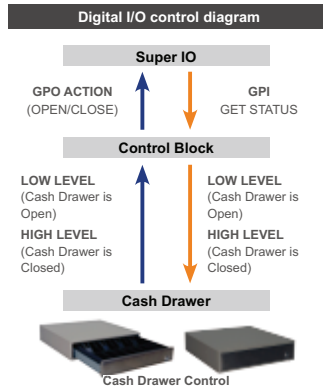 Digital I/O control diagram
Super IO
GPO ACTION
(OPEN/CLOSE)
GPI
GET STATUS
Control Block
LOW LEVEL
(Cash Drawer is
Open)
HIGH LEVEL
(Cash Drawer is
Closed)
LOW LEVEL
(Cash Drawer is
Open)
HIGH LEVEL
(Cash Drawer is
Closed)
Cash Drawer
Cash Drawer Control